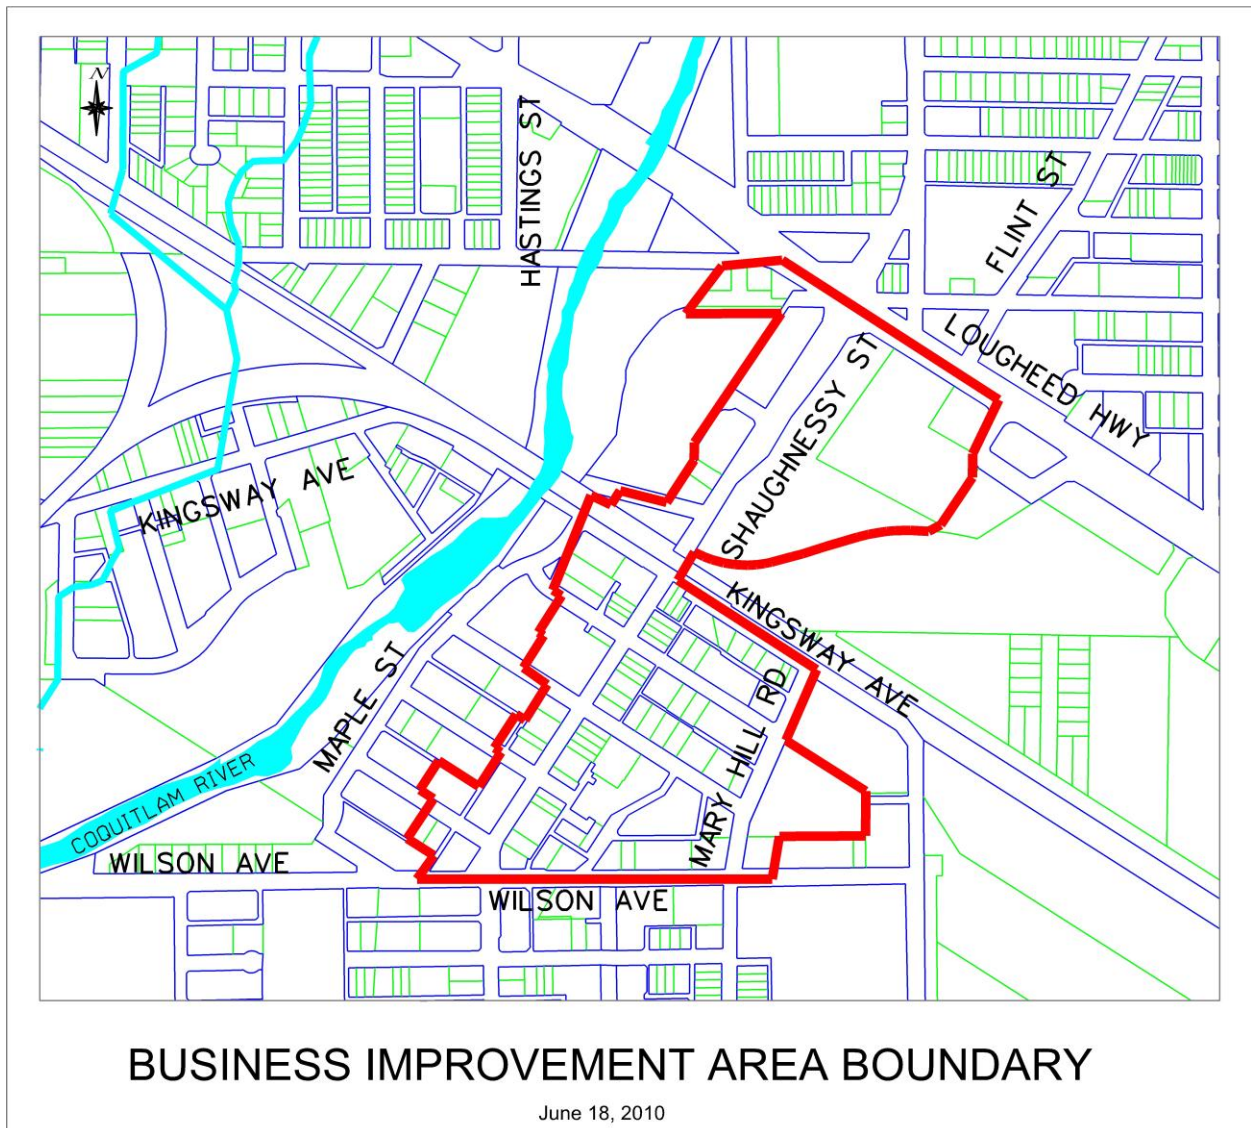 N
HASTINGS ST
FLINT ST
LOUGHEED HWY
SHAUGHNESSY ST
KINGSWAY AVE
KINGSWAY AVE
MAPLE ST
MARY HILL RD
COQUITLAM RIVER
WILSON AVE
WILSON AVE
BUSINESS IMPROVEMENT AREA BOUNDARY
June 18, 2010